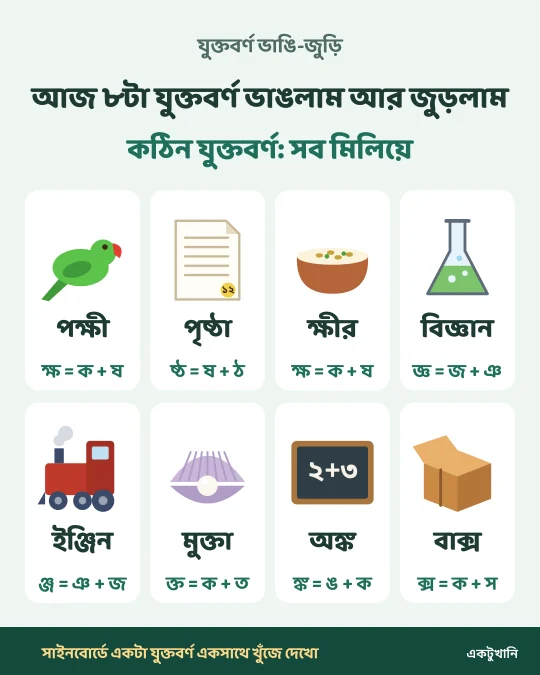 যুক্তবর্ণ ভাঙি-জুড়ি
আজ ৮টা যুক্তবর্ণ ভাঙলাম আর জুড়লাম
কঠিন যুক্তবর্ণ: সব মিলিয়ে
১২
পক্ষী
ক্ষ = ক + ষ
পৃষ্ঠা
ষ্ঠ = ষ + ঠ
ক্ষীর
ক্ষ = ক + ষ
বিজ্ঞান
জ্ঞ = জ + ঞ
ইঞ্জিন
ঞ্জ = ঞ + জ
মুক্তা
ক্ত = ক + ত
২+৩
অঙ্ক
ঙ্ক = ঙ + ক
বাক্স
ক্স = ক + স
সাইনবোর্ডে একটা যুক্তবর্ণ একসাথে খুঁজে দেখো
একটুখানি